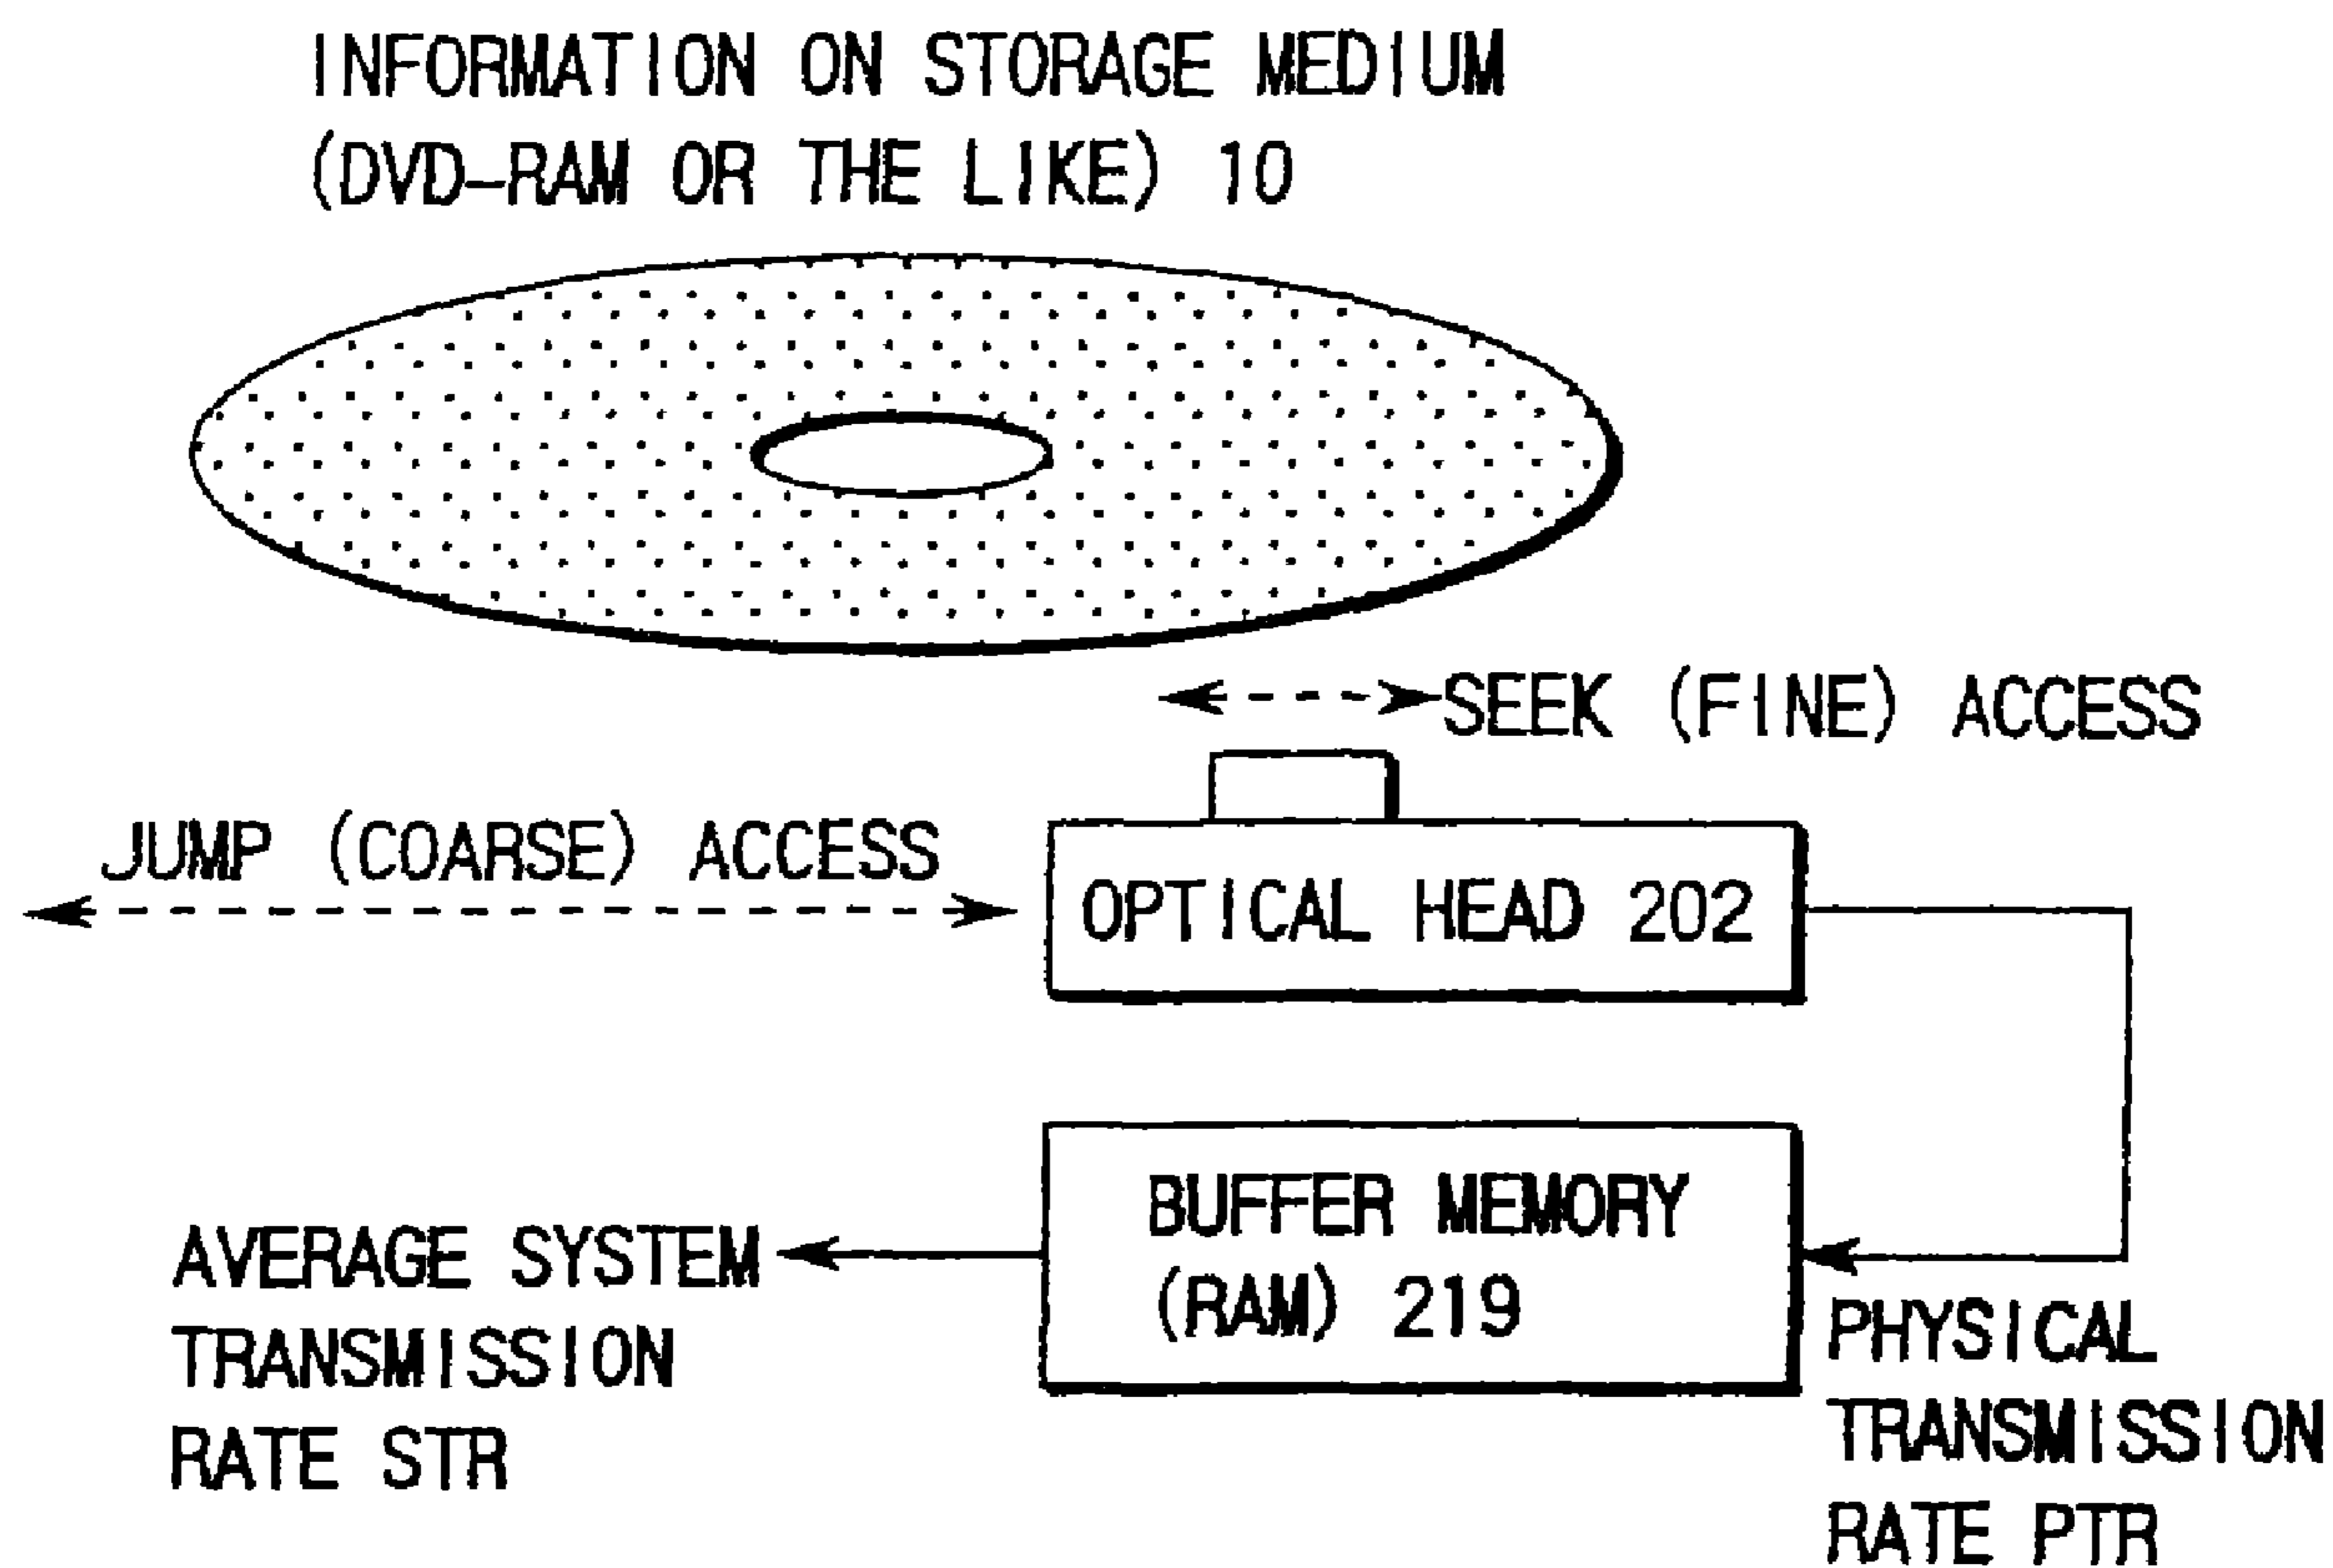 INFORMATION ON STORAGE MEDIUM
(DVD-RAM OR THE LIKE) 10
SEEK (FINE) ACCESS
JUMP (COARSE) ACCESS
OPTICAL HEAD 202
BUFFER MEMORY
(RAM) 219
AVERAGE SYSTEM
TRANSMISSION
RATE STR
PHYSICAL
TRANSMISSION
RATE PTR